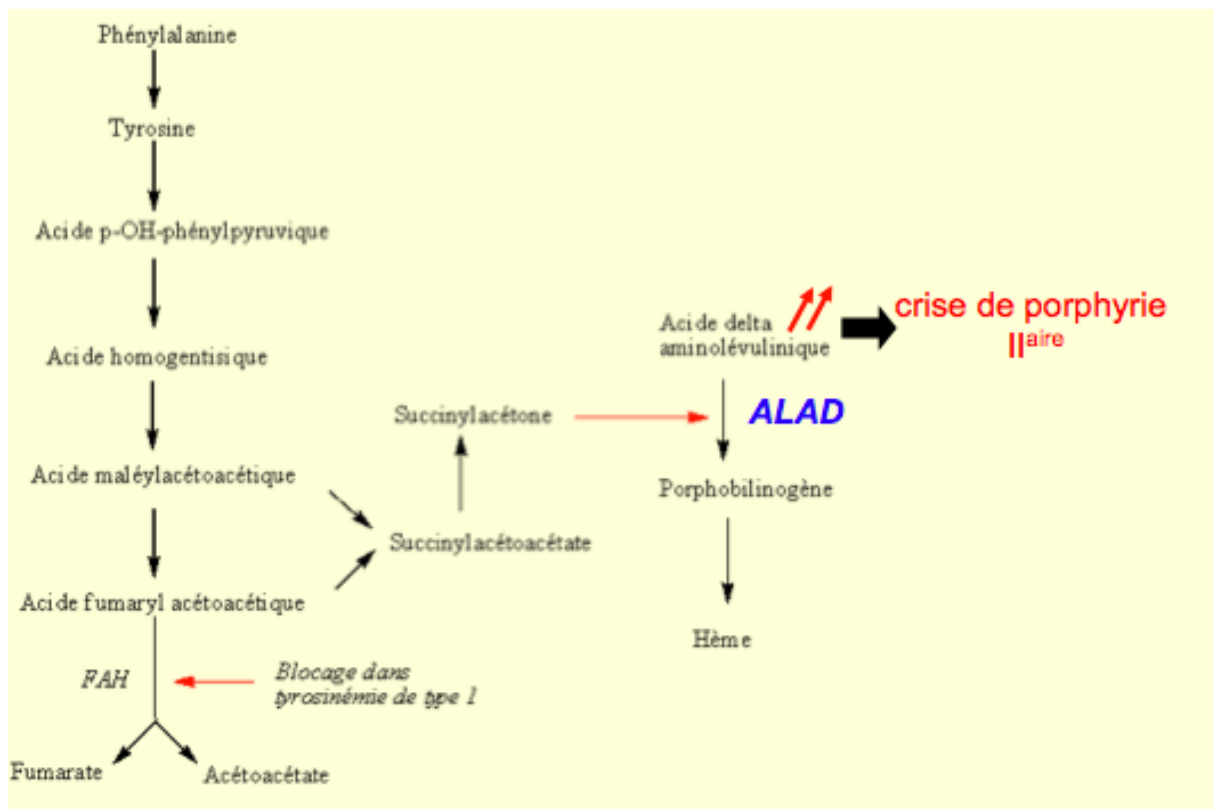 Phénylalanine
Tyrosine
Acide p-OH-phénylpyruvique
Acide homogentisique
Acide maléylacétoacétique
Acide fumaryl acétoacétique
FAH
Blocage dans
tyrosinémie de type 1
Fumarate
Acétoacétate
Succinylacétone
Succinylacétoacétate
Acide delta
aminolévulinique
crise de porphyrie
IIaire
ALAD
Porphobilinogène
Hème